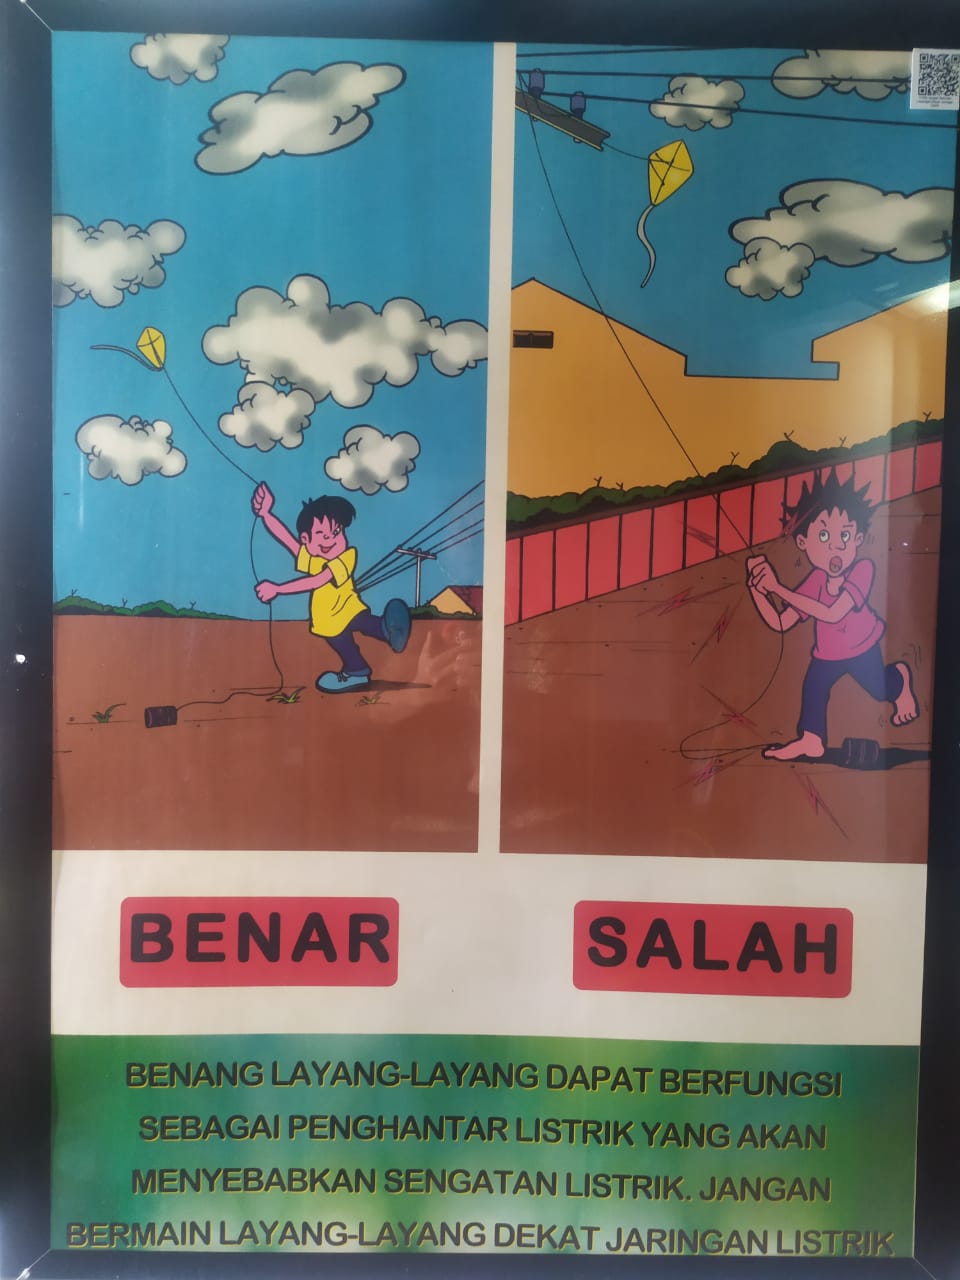 BENAR
SALAH
BENANG LAYANG-LAYANG DAPAT BERFUNGSI
SEBAGAI PENGHANTAR LISTRIK YANG AKAN
MENYEBABKAN SENGATAN LISTRIK. JANGAN
BERMAIN LAYANG-LAYANG DEKAT JARINGAN LISTRIK